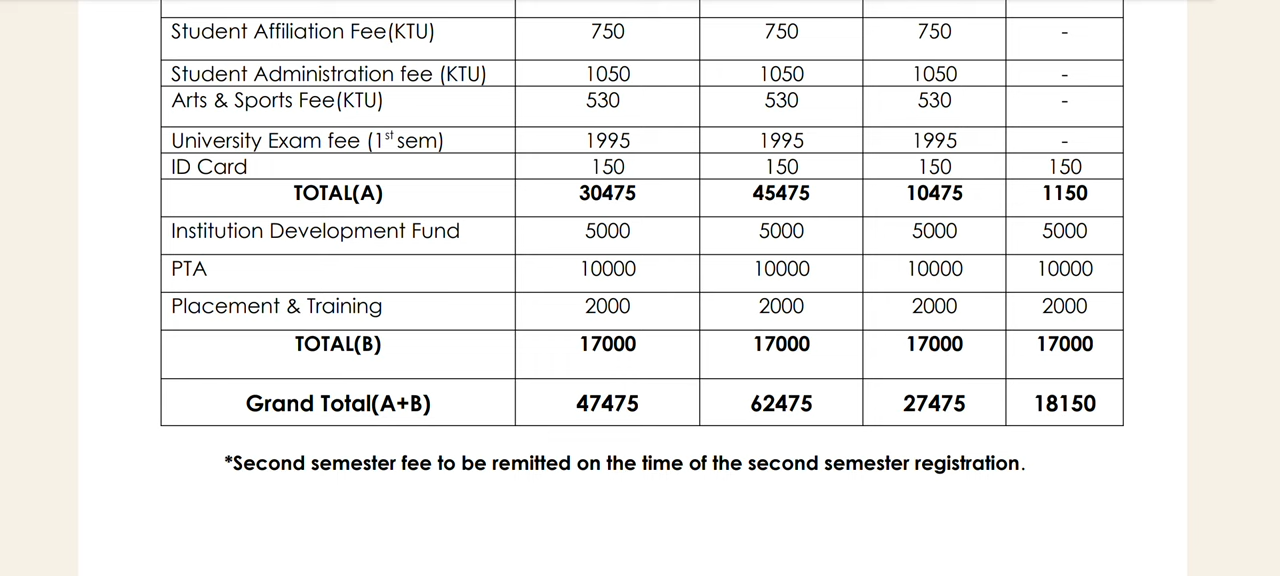 Student Affiliation Fee(KTU) 750 750 750 -
Student Administration fee (KTU) 1050 1050 1050 -
Arts & Sports Fee(KTU) 530 530 530 -
University Exam fee (1st sem) 1995 1995 1995 -
ID Card 150 150 150 150
TOTAL(A) 30475 45475 10475 1150
Institution Development Fund 5000 5000 5000 5000
PTA 10000 10000 10000 10000
Placement & Training 2000 2000 2000 2000
TOTAL(B) 17000 17000 17000 17000
Grand Total(A+B) 47475 62475 27475 18150
*Second semester fee to be remitted on the time of the second semester registration.